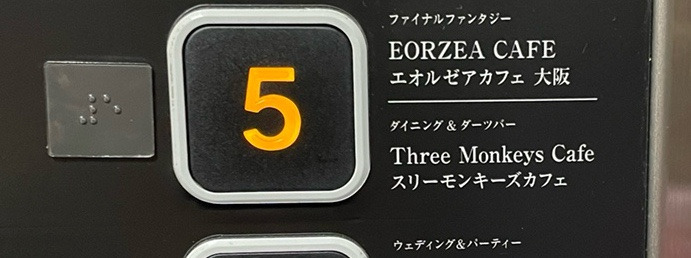 5
ファイナルファンタジー
EORZEA CAFE
エオルゼアカフェ 大阪
ダイニング & ダーツバー
Three Monkeys Cafe
スリーモンキーズカフェ
ウェディング&パーティー